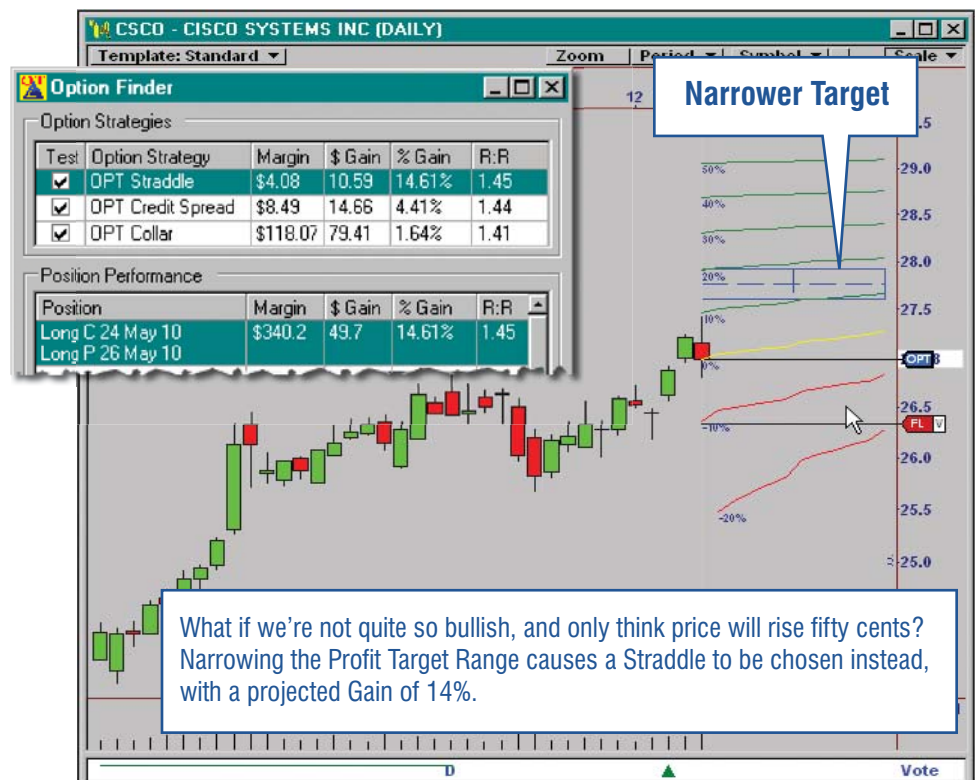 CSCO - CISCO SYSTEMS INC (DAILY)
Template: Standard
Zoom Period Symbol Scale
Option Finder
Option Strategies
Test Option Strategy Margin $ Gain % Gain R:R
OPT Straddle $4.08 10.59 14.61% 1.45
OPT Credit Spread $8.49 14.66 4.41% 1.44
OPT Collar $118.07 79.41 1.64% 1.41
Position Performance
Position Margin $ Gain % Gain R:R
Long C 24 May 10 $340.2 49.7 14.61% 1.45
Long P 26 May 10
12
Narrower Target
50%
29.0
40%
28.5
30%
28.0
20%
27.5
10%
0%
OPT
26.5
-10%
FL V
26.0
25.5
-20%
25.0
What if we're not quite so bullish, and only think price will rise fifty cents?
Narrowing the Profit Target Range causes a Straddle to be chosen instead,
with a projected Gain of 14%.
D
Vote